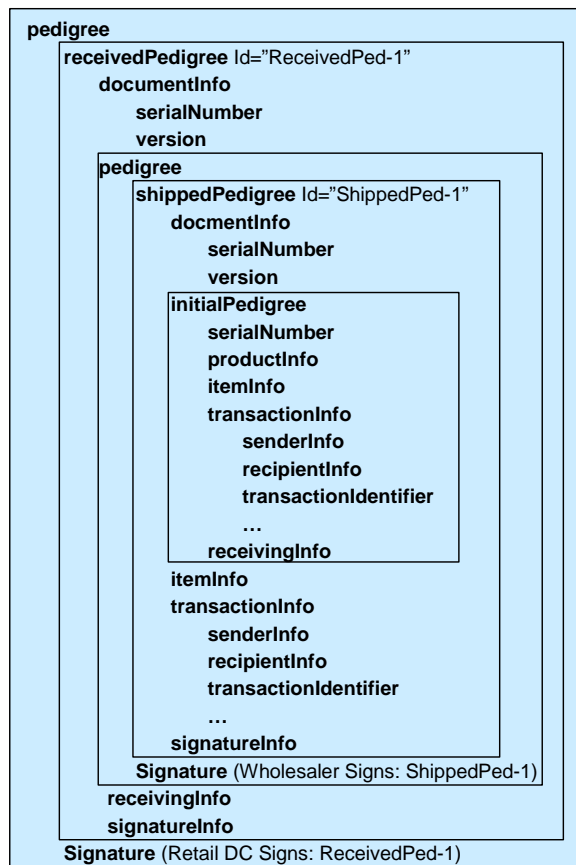 pedigree
receivedPedigree Id=”ReceivedPed-1”
documentInfo
serialNumber
version
pedigree
shippedPedigree Id=”ShippedPed-1”
docmentInfo
serialNumber
version
initialPedigree
serialNumber
productInfo
itemInfo
transactionInfo
senderInfo
recipientInfo
transactionIdentifier
…
receivingInfo
itemInfo
transactionInfo
senderInfo
recipientInfo
transactionIdentifier
…
signatureInfo
Signature (Wholesaler Signs: ShippedPed-1)
receivingInfo
signatureInfo
Signature (Retail DC Signs: ReceivedPed-1)